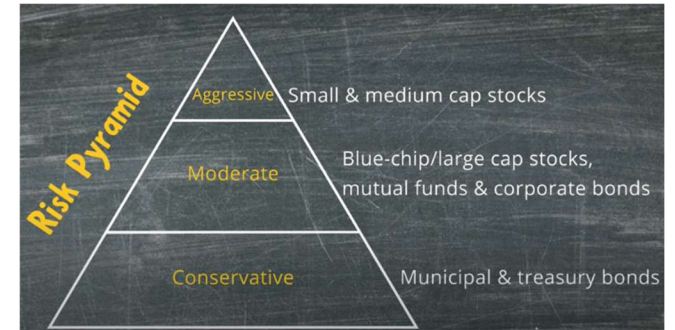 Risk Pyramid
Aggressive
Small & medium cap stocks
Moderate
Blue-chip/large cap stocks,
mutual funds & corporate bonds
Conservative
Municipal & treasury bonds